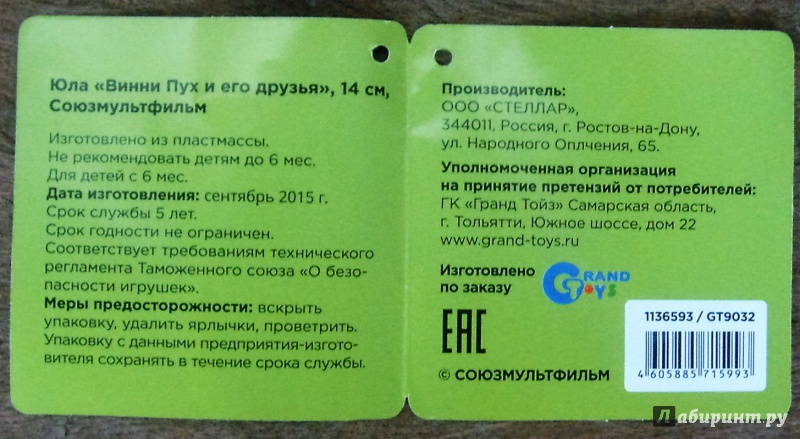 Юла «Винни Пух и его друзья», 14 см,
Союзмультфильм
Изготовлено из пластмассы.
Не рекомендовать детям до 6 мес.
Для детей с 6 мес.
Дата изготовления: сентябрь 2015 г.
Срок службы 5 лет.
Срок годности не ограничен.
Соответствует требованиям технического
регламента Таможенного союза «О безо-
пасности игрушек».
Меры предосторожности: вскрыть
упаковку, удалить ярлычки, проветрить.
Упаковку с данными предприятия-изгото-
вителя сохранять в течение срока службы.
Производитель:
ООО «СТЕЛЛАР»,
344011, Россия, г. Ростов-на-Дону,
ул. Народного Оплчения, 65.
Уполномоченная организация
на принятие претензий от потребителей:
ГК «Гранд Тойз» Самарская область,
г. Тольятти, Южное шоссе, дом 22
www.grand-toys.ru
Изготовлено
по заказу
GRAND
TOYS
EAC
© СОЮЗМУЛЬТФИЛЬМ
1136593 / GT9032
4 605885 715993
Лабиринт.ру